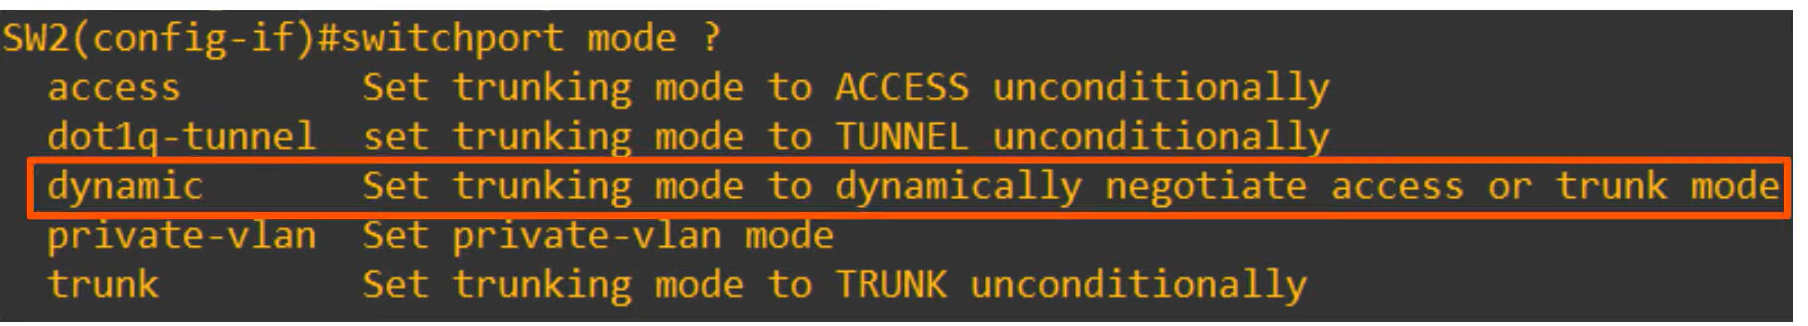 SW2(config-if)#switchport mode ?
access Set trunking mode to ACCESS unconditionally
dot1q-tunnel set trunking mode to TUNNEL unconditionally
dynamic Set trunking mode to dynamically negotiate access or trunk mode
private-vlan Set private-vlan mode
trunk Set trunking mode to TRUNK unconditionally